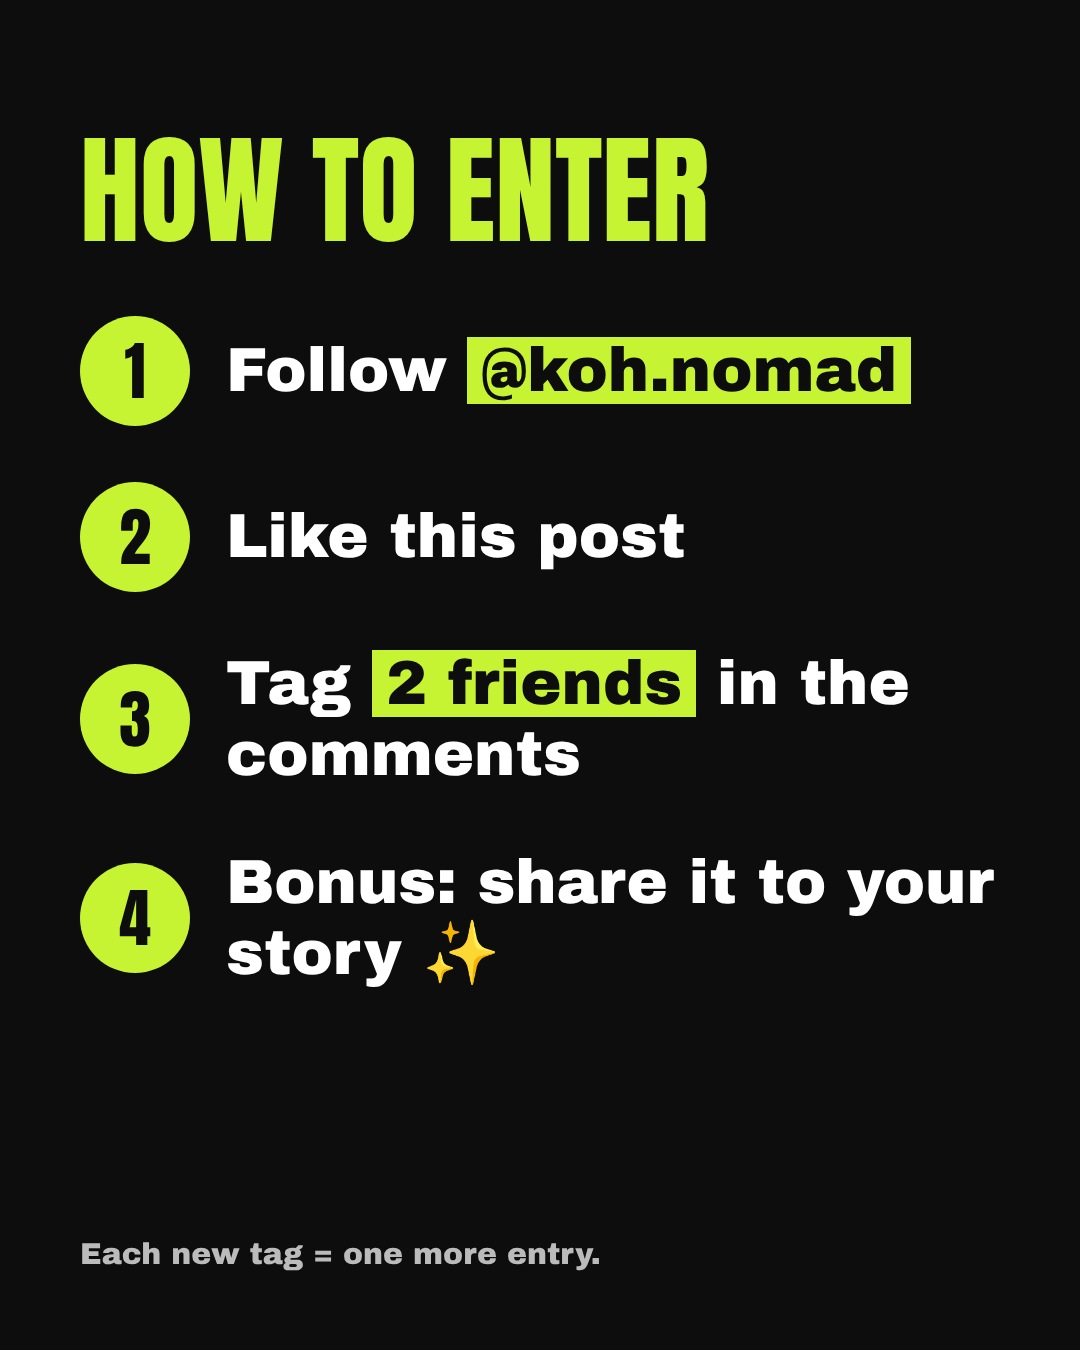 HOW TO ENTER
1 Follow @koh.nomad
2 Like this post
3 Tag 2 friends in the
comments
4 Bonus: share it to your
story ✨
Each new tag = one more entry.